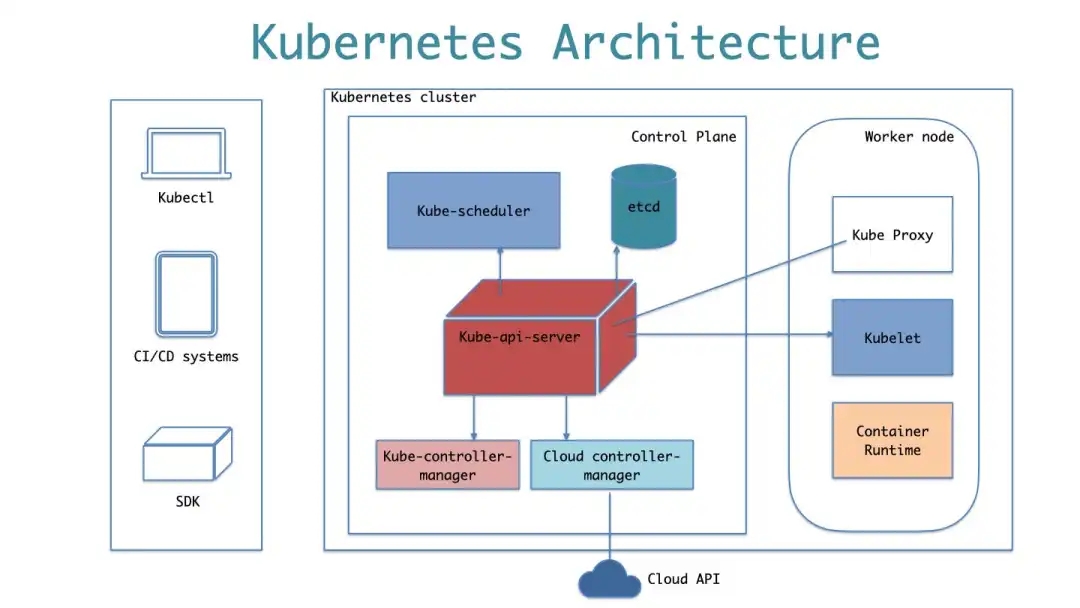 Kubernetes Architecture
Kubernetes cluster
Kubectl
CI/CD systems
SDK
Control Plane
Kube-scheduler
etcd
Kube-api-server
Kube-controller-
manager
Cloud controller-
manager
Worker node
Kube Proxy
Kubelet
Container
Runtime
Cloud API